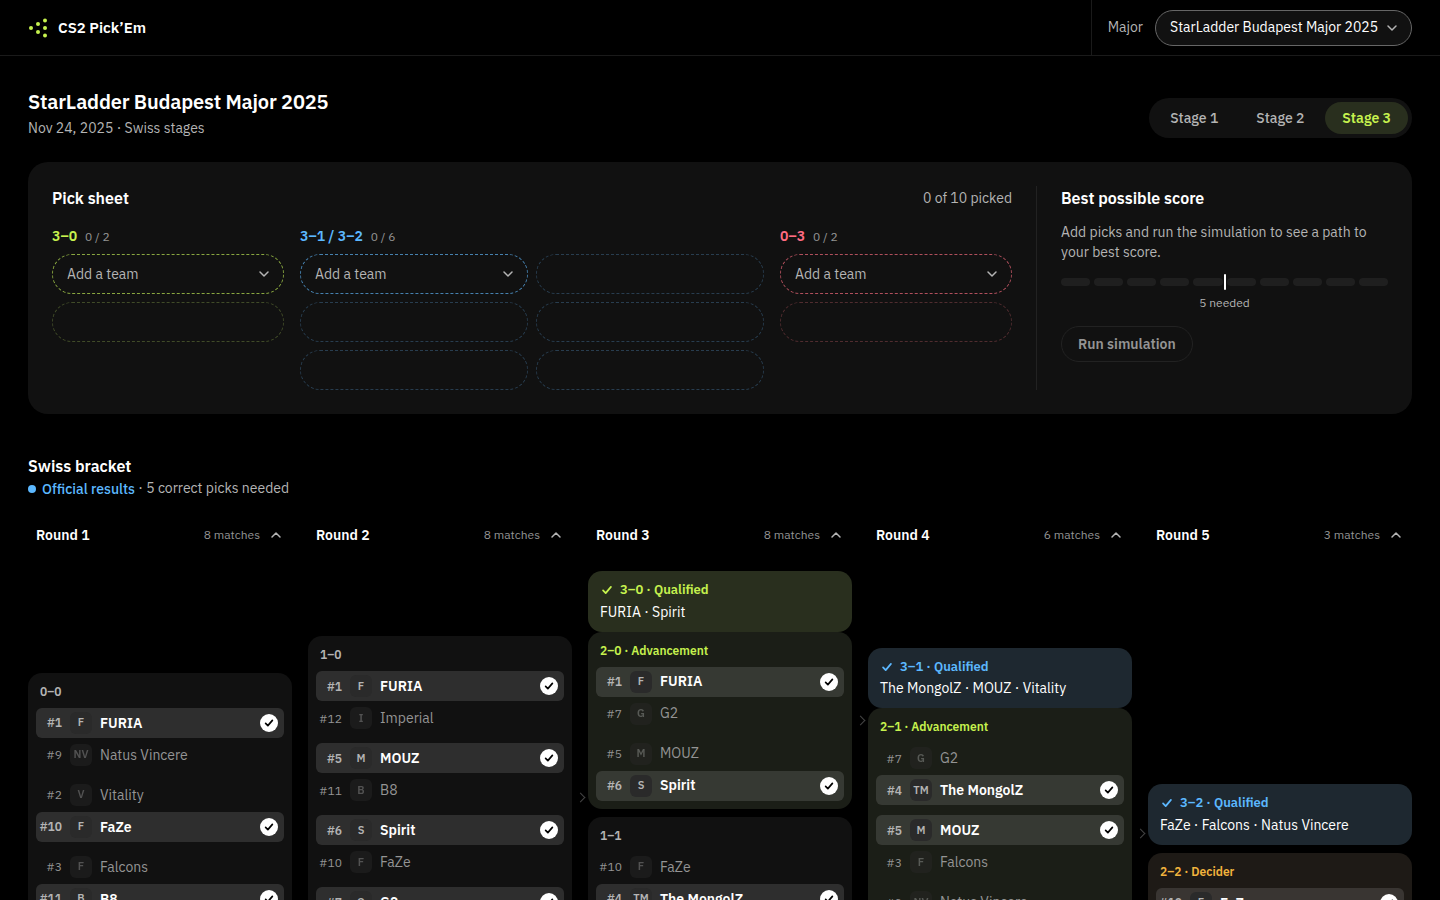 CS2 Pick’Em
Major
StarLadder Budapest Major 2025
StarLadder Budapest Major 2025
Nov 24, 2025 · Swiss stages
Stage 1
Stage 2
Stage 3
Pick sheet
0 of 10 picked
3–0 0 / 2
3–1 / 3–2 0 / 6
0–3 0 / 2
Add a team
Add a team
Add a team
Best possible score
Add picks and run the simulation to see a path to
your best score.
5 needed
Run simulation
Swiss bracket
Official results · 5 correct picks needed
Round 1
8 matches
0–0
#1 F FURIA
#9 NV Natus Vincere
#2 V Vitality
#10 F FaZe
#3 F Falcons
#11 B B8
Round 2
8 matches
1–0
#1 F FURIA
#12 I Imperial
#5 M MOUZ
#11 B B8
#6 S Spirit
#10 F FaZe
Round 3
8 matches
3–0 · Qualified
FURIA · Spirit
2–0 · Advancement
#1 F FURIA
#7 G G2
#5 M MOUZ
#6 S Spirit
1–1
#10 F FaZe
#4 TM The MongolZ
Round 4
6 matches
3–1 · Qualified
The MongolZ · MOUZ · Vitality
2–1 · Advancement
#7 G G2
#4 TM The MongolZ
#5 M MOUZ
#3 F Falcons
Natus Vincere
Round 5
3 matches
3–2 · Qualified
FaZe · Falcons · Natus Vincere
2–2 · Decider